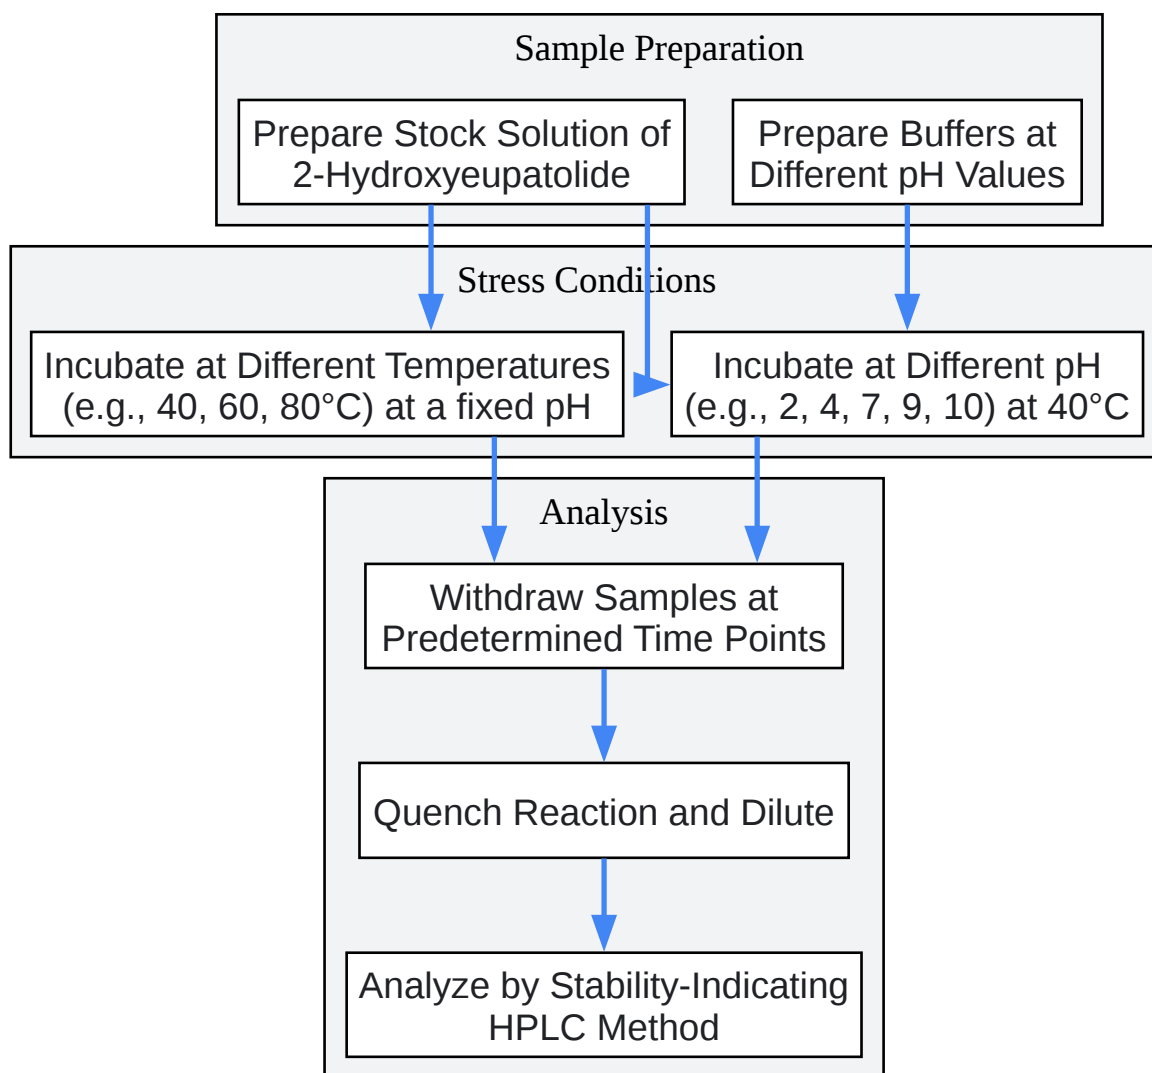 Sample Preparation
Prepare Stock Solution of
2-Hydroxyeupatolide
Prepare Buffers at
Different pH Values
Stress Conditions
Incubate at Different Temperatures
(e.g., 40, 60, 80°C) at a fixed pH
Incubate at Different pH
(e.g., 2, 4, 7, 9, 10) at 40°C
Analysis
Withdraw Samples at
Predetermined Time Points
Quench Reaction and Dilute
Analyze by Stability-Indicating
HPLC Method